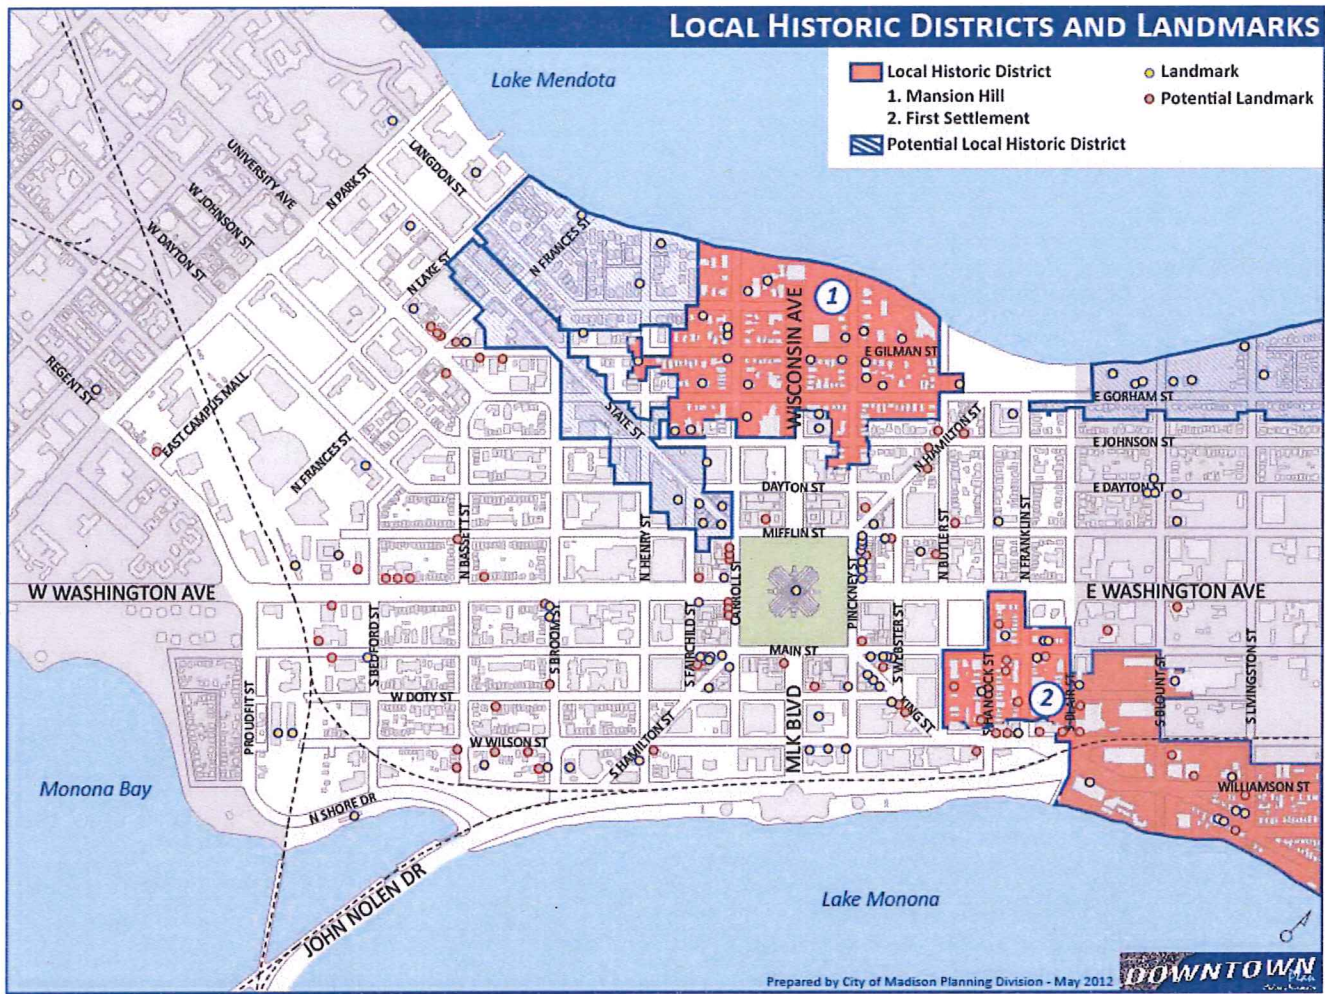 LOCAL HISTORIC DISTRICTS AND LANDMARKS
Local Historic District
1. Mansion Hill
2. First Settlement
Potential Local Historic District
Landmark
Potential Landmark
Lake Mendota
UNIVERSITY AVE
W JOHNSON ST
W DAYTON ST
N PARK ST
LANGDON ST
N LAKE ST
N FRANCES ST
1
WISCONSIN AVE
E GILMAN ST
REGENT ST
EAST CAMPUS MALL
N FRANCES ST
STATE ST
N HAMILTON ST
E GORHAM ST
E JOHNSON ST
E DAYTON ST
DAYTON ST
MIFFLIN ST
N BASSETT ST
N HENRY ST
N BUTLER ST
N FRANKLIN ST
W WASHINGTON AVE
E WASHINGTON AVE
CARROLL ST
PINCKNEY ST
MAIN ST
S BEDFORD ST
S BROOM ST
S FAIRCHILD ST
S WEBSTER ST
S HANCOCK ST
2
S BLAIR ST
S BLOUNT ST
S LIVINGSTON ST
PROUDFIT ST
W DOTY ST
W WILSON ST
S HAMILTON ST
MLK BLVD
KING ST
WILLIAMSON ST
Monona Bay
N SHORE DR
JOHN NOLEN DR
Lake Monona
Prepared by City of Madison Planning Division - May 2012
DOWNTOWN
Plan